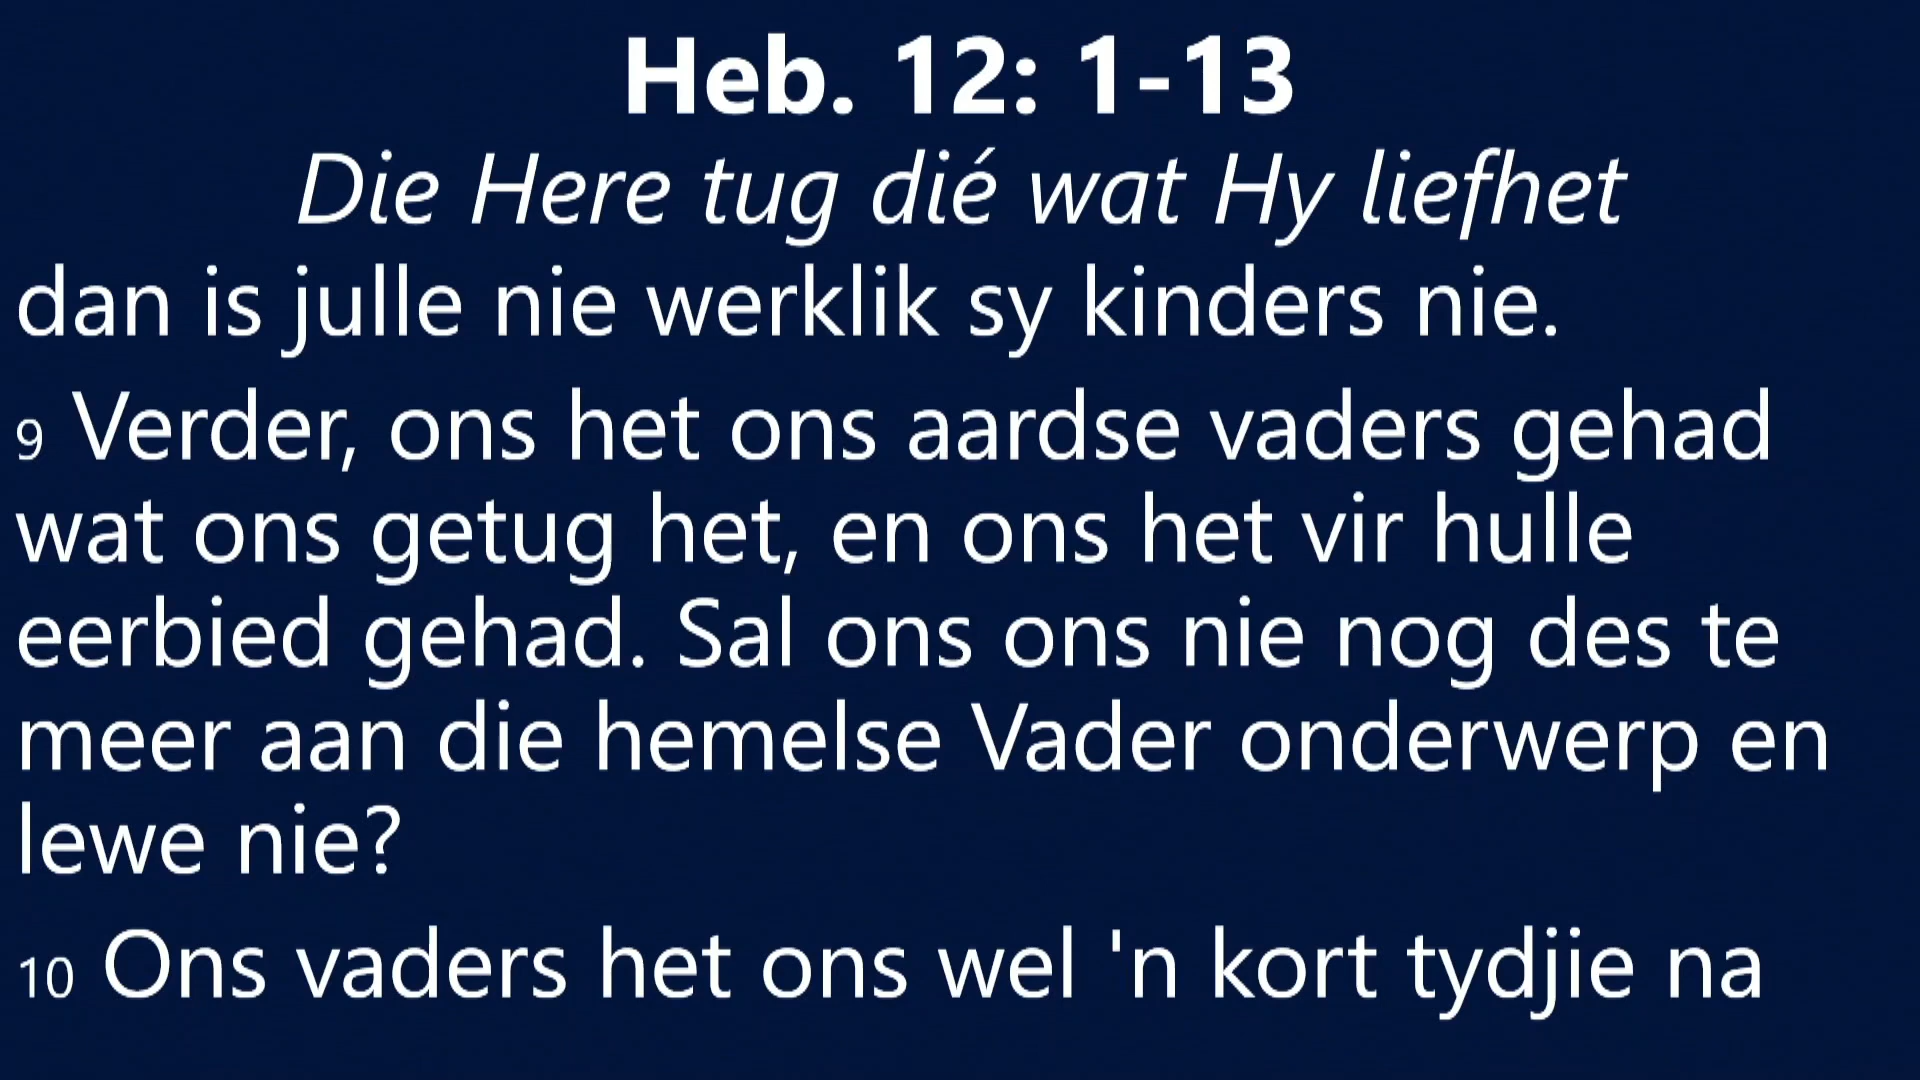 Heb. 12: 1-13
Die Here tug dié wat Hy liefhet
dan is julle nie werklik sy kinders nie.
9 Verder, ons het ons aardse vaders gehad
wat ons getug het, en ons het vir hulle
eerbied gehad. Sal ons ons nie nog des te
meer aan die hemelse Vader onderwerp en
lewe nie?
10 Ons vaders het ons wel 'n kort tydjie na